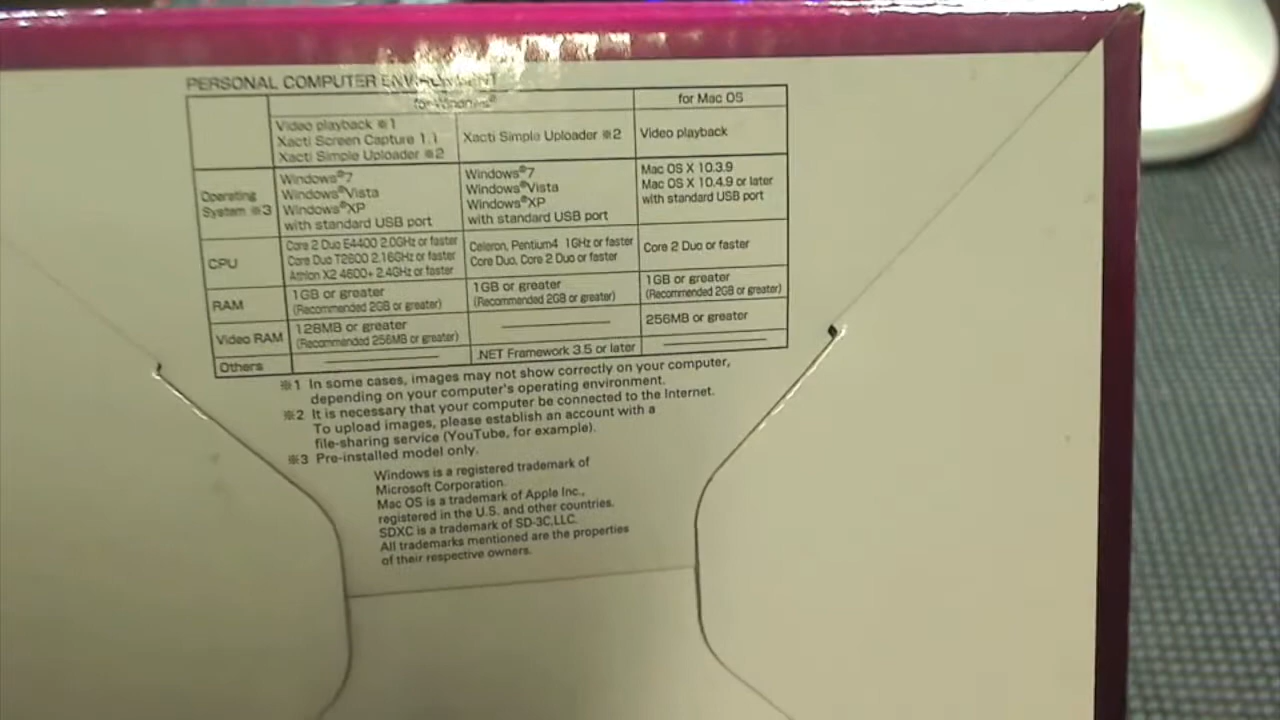 PERSONAL COMPUTER ENVIRONMENT
for Windows®
for Mac OS
Video playback ※1
Xacti Screen Capture 1.1
Xacti Simple Uploader ※2
Xacti Simple Uploader ※2
Video playback
Operating
System ※3
Windows®7
Windows®Vista
Windows®XP
with standard USB port
Windows®7
Windows®Vista
Windows®XP
with standard USB port
Mac OS X 10.3.9
Mac OS X 10.4.9 or later
with standard USB port
CPU
Core 2 Duo E4400 2.0GHz or faster
Core Duo T2600 2.16GHz or faster
Athlon X2 4600+ 2.4GHz or faster
Celeron, Pentium4 1GHz or faster
Core Duo, Core 2 Duo or faster
Core 2 Duo or faster
RAM
1GB or greater
(Recommended 2GB or greater)
1GB or greater
(Recommended 2GB or greater)
1GB or greater
(Recommended 2GB or greater)
Video RAM
128MB or greater
(Recommended 256MB or greater)
256MB or greater
Others
.NET Framework 3.5 or later
※1 In some cases, images may not show correctly on your computer,
depending on your computer's operating environment.
※2 It is necessary that your computer be connected to the Internet.
To upload images, please establish an account with a
file-sharing service (YouTube, for example).
※3 Pre-installed model only.
Windows is a registered trademark of
Microsoft Corporation.
Mac OS is a trademark of Apple Inc.,
registered in the U.S. and other countries.
SDXC is a trademark of SD-3C,LLC.
All trademarks mentioned are the properties
of their respective owners.